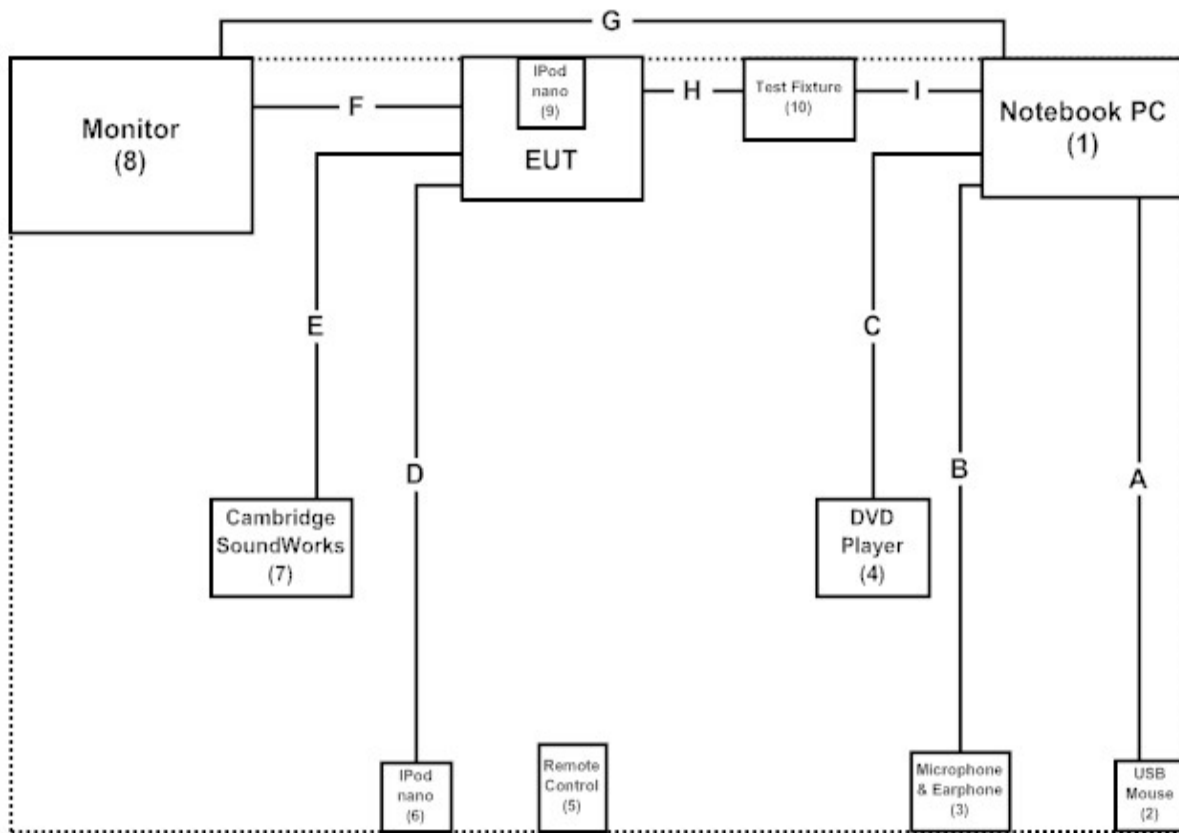 G
IPod
nano
(9)
EUT
Monitor
(8)
F
H
Test Fixture
(10)
I
Notebook PC
(1)
E
C
D
B
A
Cambridge
SoundWorks
(7)
DVD
Player
(4)
IPod
nano
(6)
Remote
Control
(5)
Microphone
& Earphone
(3)
USB
Mouse
(2)